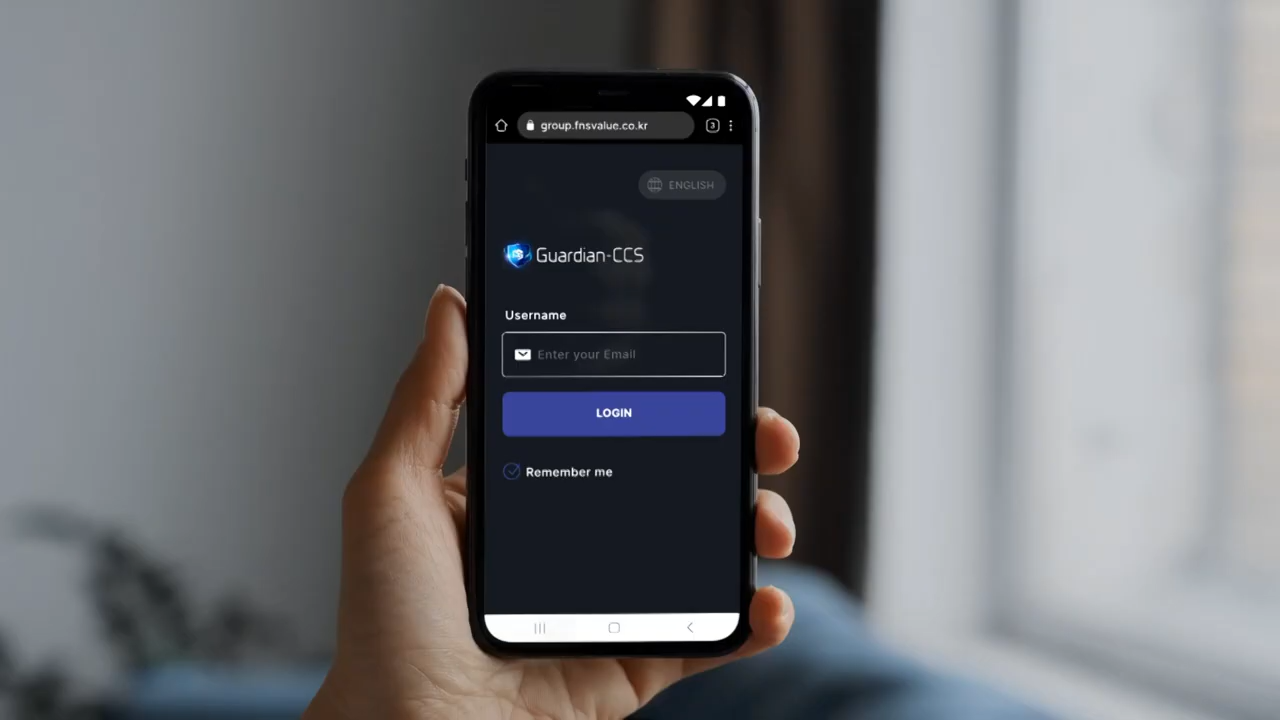 group.fnsvalue.co.kr
3
ENGLISH
Guardian-CCS
Username
Enter your Email
LOGIN
Remember me